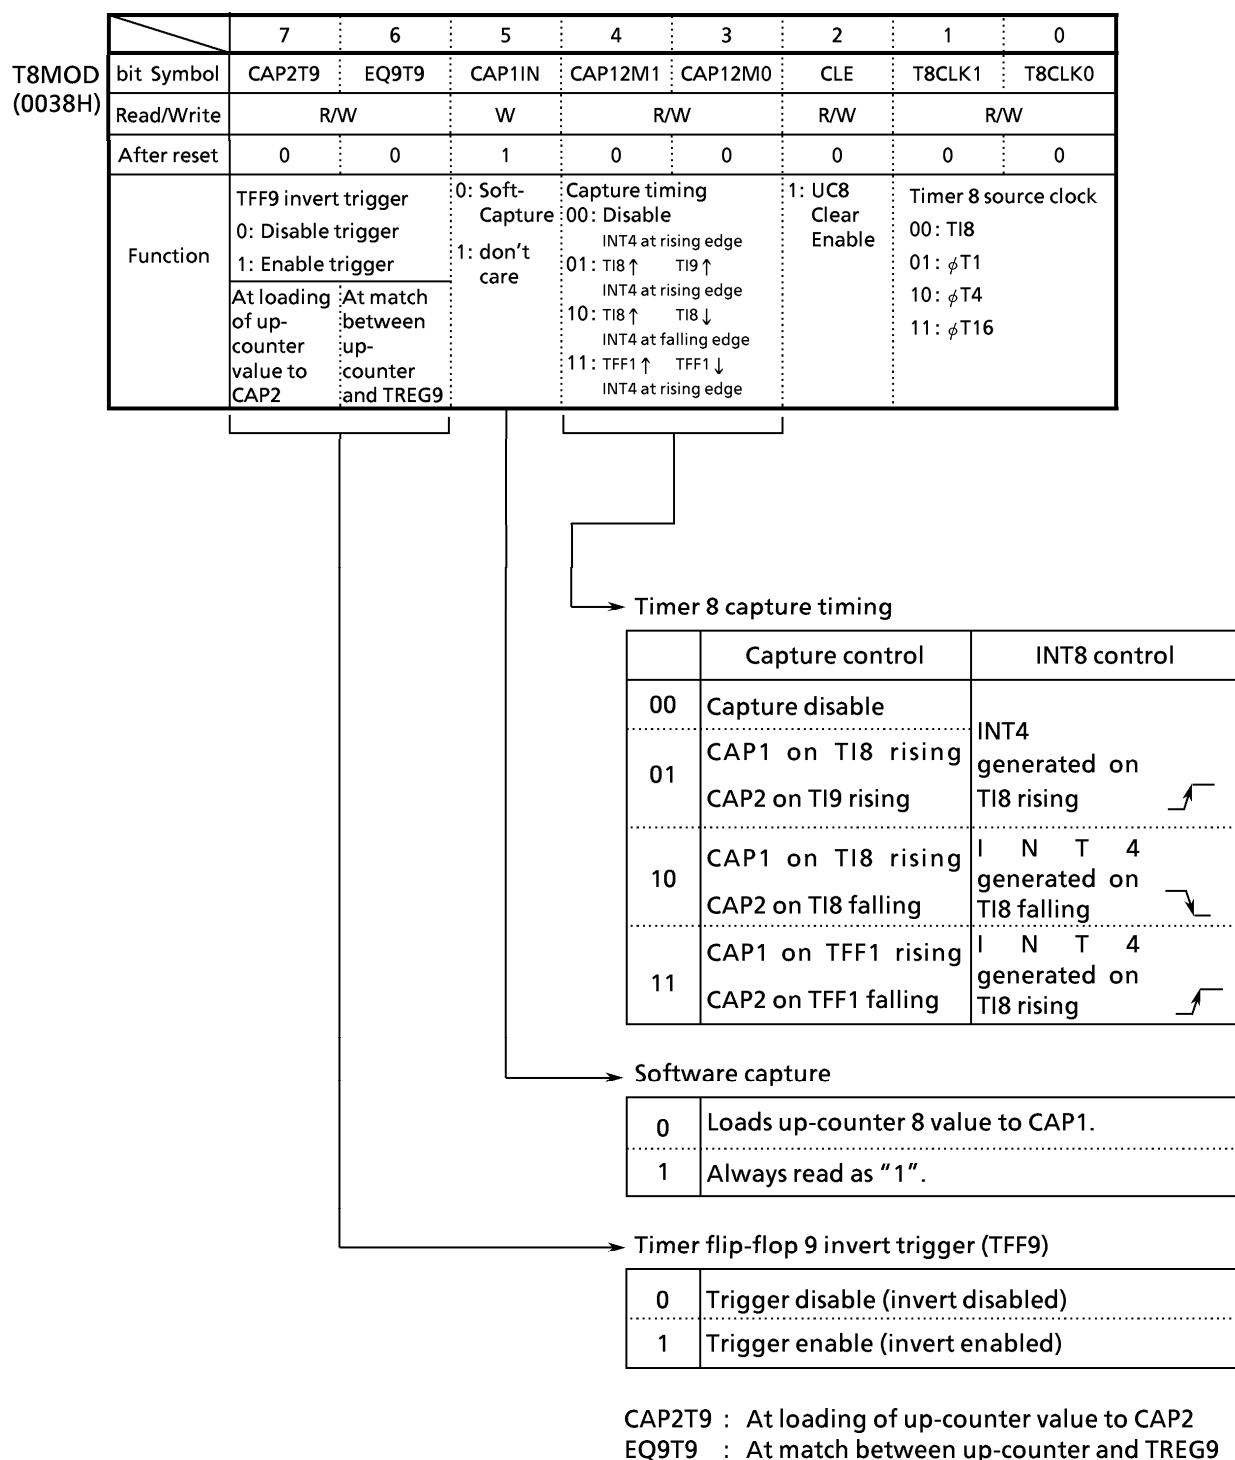 7 6 5 4 3 2 1 0
T8MOD
(0038H)
bit Symbol CAP2T9 EQ9T9 CAP1IN CAP12M1 CAP12M0 CLE T8CLK1 T8CLK0
Read/Write R/W W R/W R/W R/W
After reset 0 0 1 0 0 0 0 0
Function
TFF9 invert trigger
0: Disable trigger
1: Enable trigger
At loading
of up-
counter
value to
CAP2
At match
between
up-
counter
and TREG9
0: Soft-
Capture
1: don't
care
Capture timing
00: Disable
INT4 at rising edge
01: TI8↑ TI9↑
INT4 at rising edge
10: TI8↑ TI8↓
INT4 at falling edge
11: TFF1↑ TFF1↓
INT4 at rising edge
1: UC8
Clear
Enable
Timer 8 source clock
00: TI8
01: ϕT1
10: ϕT4
11: ϕT16
Timer 8 capture timing
Capture control INT8 control
00 Capture disable
01 CAP1 on TI8 rising
CAP2 on TI9 rising
INT4
generated on
TI8 rising
10 CAP1 on TI8 rising
CAP2 on TI8 falling
I N T 4
generated on
TI8 falling
11 CAP1 on TFF1 rising
CAP2 on TFF1 falling
I N T 4
generated on
TI8 rising
Software capture
0 Loads up-counter 8 value to CAP1.
1 Always read as "1".
Timer flip-flop 9 invert trigger (TFF9)
0 Trigger disable (invert disabled)
1 Trigger enable (invert enabled)
CAP2T9 : At loading of up-counter value to CAP2
EQ9T9 : At match between up-counter and TREG9